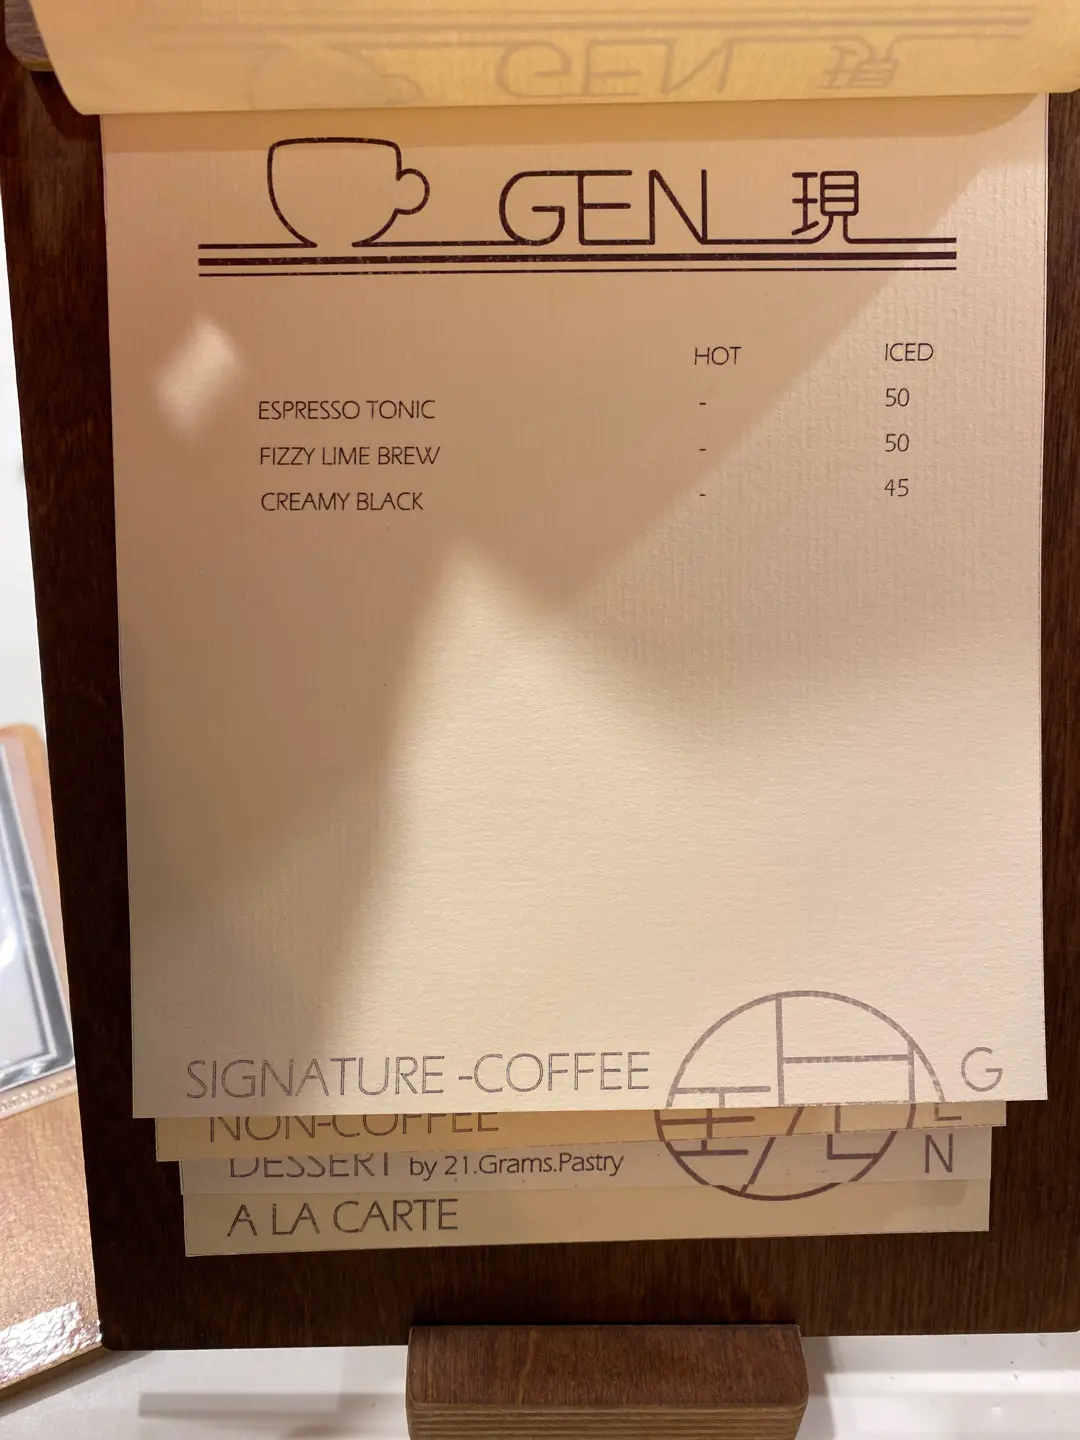 GEN 現
HOT ICED
ESPRESSO TONIC - 50
FIZZY LIME BREW - 50
CREAMY BLACK - 45
SIGNATURE -COFFEE
NON-COFFEE
DESSERT by 21.Grams.Pastry
A LA CARTE
現
G
E
N